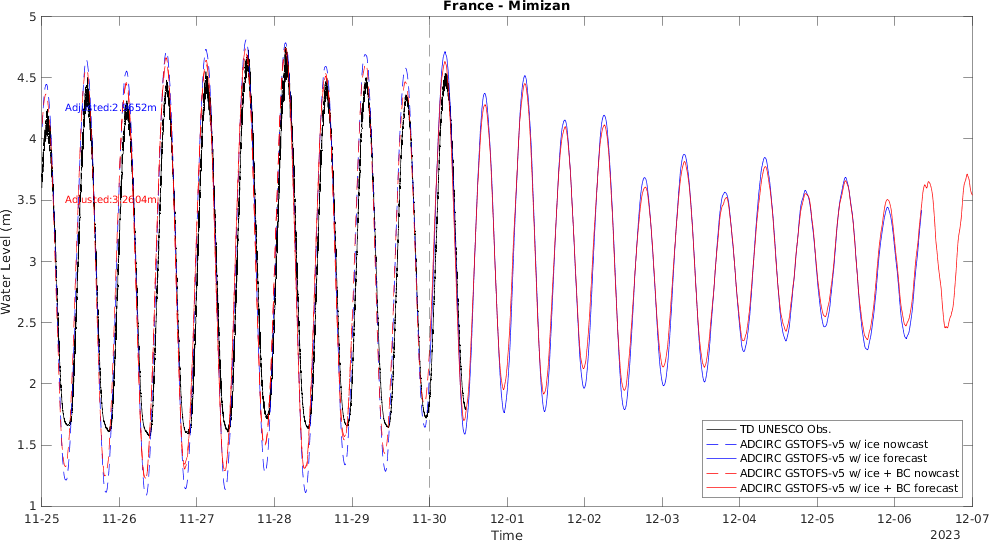 France - Mimizan
5
4.5
4
3.5
3
2.5
2
1.5
1
Water Level (m)
Adjusted:3.2604m
TD UNESCO Obs.
ADCIRC GSTOFS-v5 w/ ice nowcast
ADCIRC GSTOFS-v5 w/ ice forecast
ADCIRC GSTOFS-v5 w/ ice + BC nowcast
ADCIRC GSTOFS-v5 w/ ice + BC forecast
11-25 11-26 11-27 11-28 11-29 11-30 12-01 12-02 12-03 12-04 12-05 12-06 12-07
Time
2023